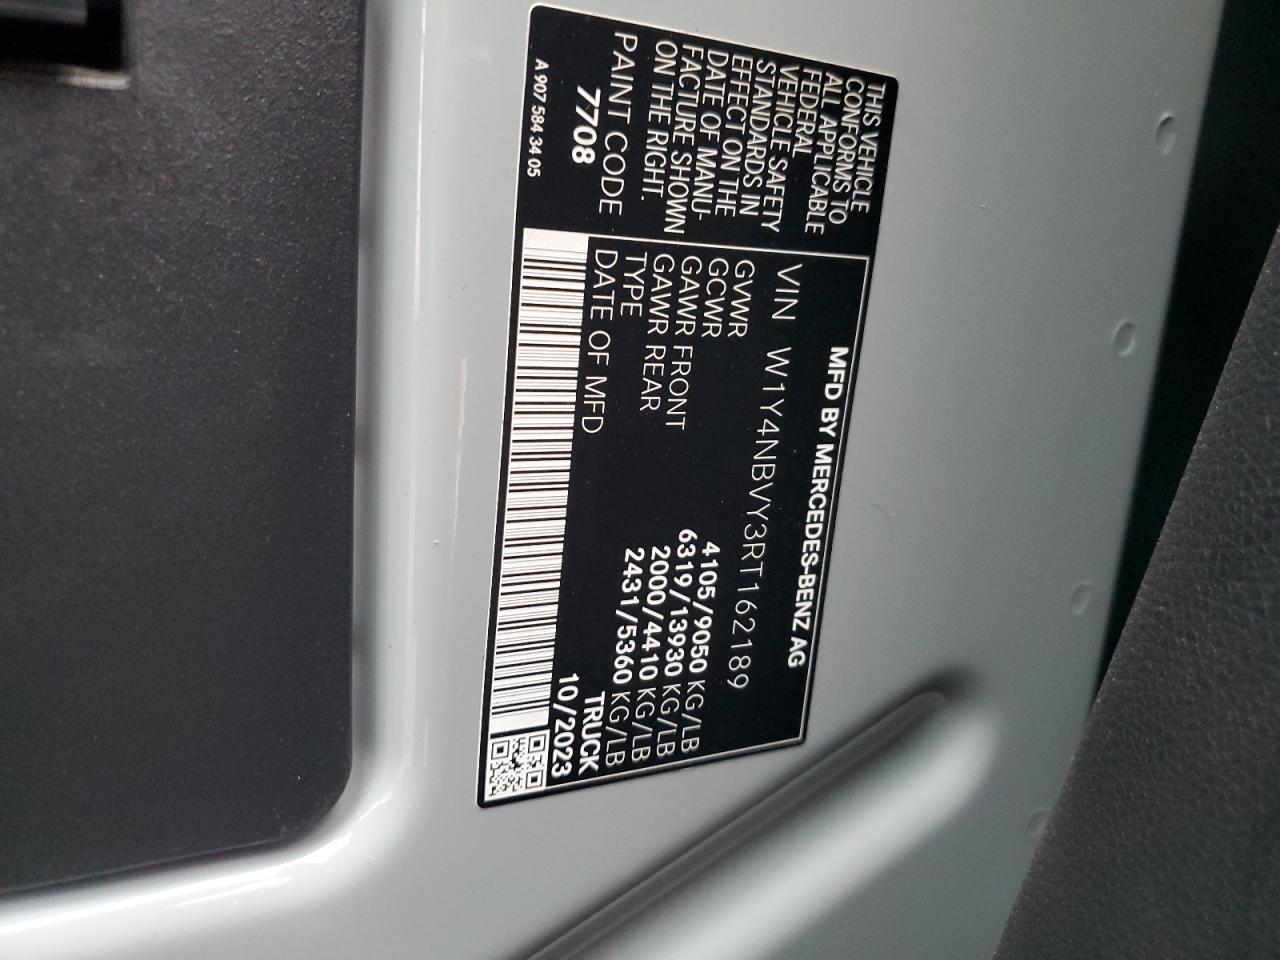 THIS VEHICLE
CONFORMS TO
ALL APPLICABLE
FEDERAL
VEHICLE SAFETY
STANDARDS IN
EFFECT ON THE
DATE OF MANU-
FACTURE SHOWN
ON THE RIGHT.
PAINT CODE
7708
A 907 584 34 05
MFD BY MERCEDES-BENZ AG
VIN W1Y4NBVY3RT162189
GVWR 4105/9050 KG/LB
GCWR 6319/13930 KG/LB
GAWR FRONT 2000/4410 KG/LB
GAWR REAR 2431/5360 KG/LB
TYPE TRUCK
DATE OF MFD 10/2023